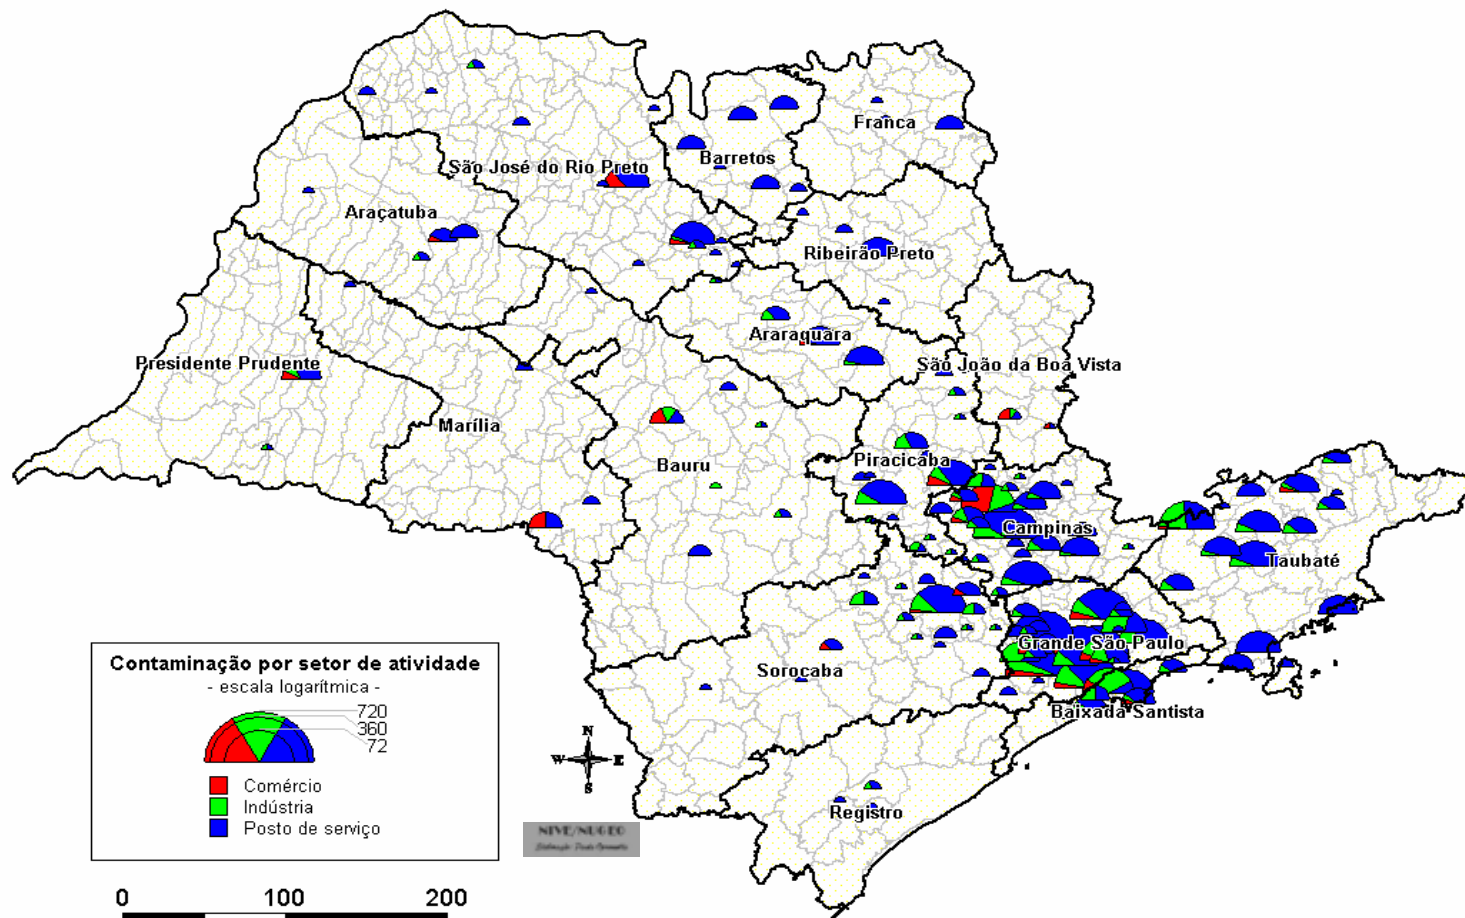 Franca
Barretos
São José do Rio Preto
Araçatuba
Ribeirão Preto
Araraquara
Presidente Prudente
São João da Boa Vista
Marília
Piracicaba
Bauru
Campinas
Taubaté
Grande São Paulo
Sorocaba
Baixada Santista
Registro
Contaminação por setor de atividade
- escala logarítmica -
720
360
72
Comércio
Indústria
Posto de serviço
N
W E
S
NIVE/NUGEO
0 100 200